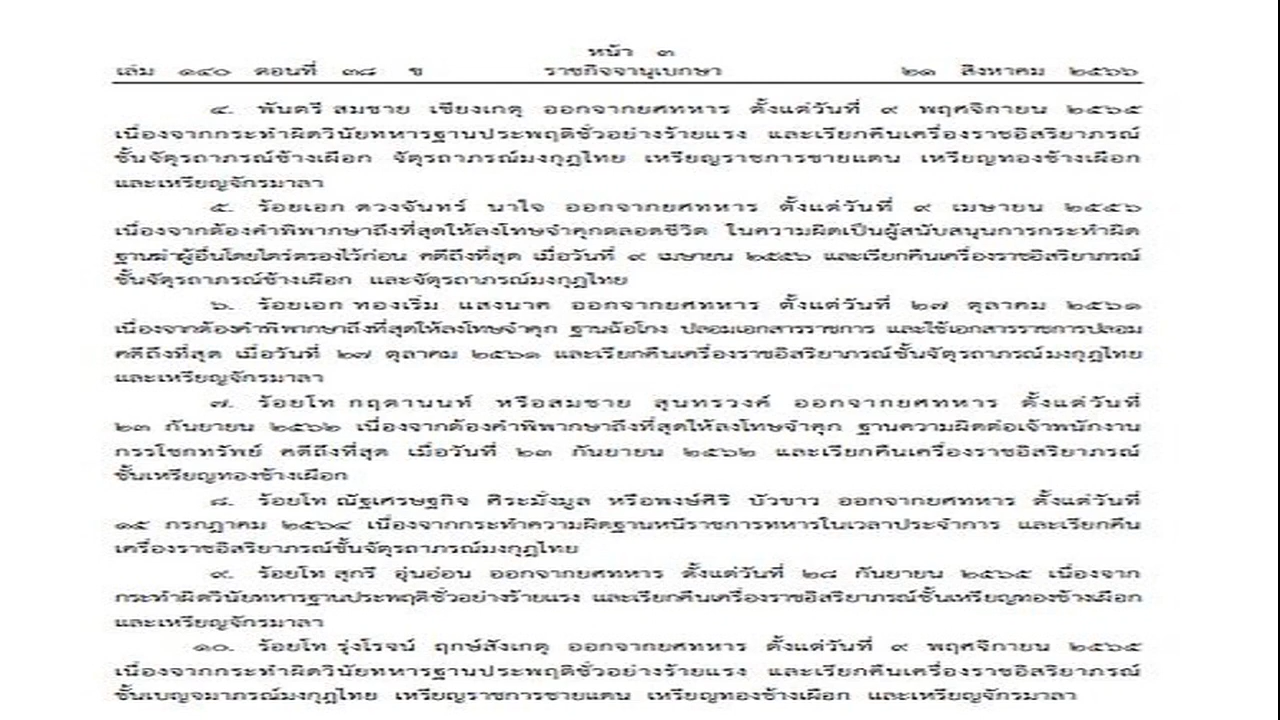 หน้า ๓
เล่ม ๑๔๐ ตอนที่ ๓๘ ข ราชกิจจานุเบกษา ๒๑ สิงหาคม ๒๕๖๖
๔. พันตรี สมชาย เชียงเกตุ ออกจากยศทหาร ตั้งแต่วันที่ ๙ พฤศจิกายน ๒๕๖๕
เนื่องจากกระทำผิดวินัยทหารฐานประพฤติชั่วอย่างร้ายแรง และเรียกคืนเครื่องราชอิสริยาภรณ์
ชั้นจัตุรถาภรณ์ช้างเผือก จัตุรถาภรณ์มงกุฎไทย เหรียญราชการชายแดน เหรียญทองช้างเผือก
และเหรียญจักรมาลา
๕. ร้อยเอก ดวงจันทร์ นาใจ ออกจากยศทหาร ตั้งแต่วันที่ ๙ เมษายน ๒๕๕๖
เนื่องจากต้องคำพิพากษาถึงที่สุดให้ลงโทษจำคุกตลอดชีวิต ในความผิดเป็นผู้สนับสนุนการกระทำผิด
ฐานฆ่าผู้อื่นโดยไตร่ตรองไว้ก่อน คดีถึงที่สุด เมื่อวันที่ ๙ เมษายน ๒๕๕๖ และเรียกคืนเครื่องราชอิสริยาภรณ์
ชั้นจัตุรถาภรณ์ช้างเผือก และจัตุรถาภรณ์มงกุฎไทย
๖. ร้อยเอก ทองเริ่ม แสงนาค ออกจากยศทหาร ตั้งแต่วันที่ ๒๗ ตุลาคม ๒๕๖๑
เนื่องจากต้องคำพิพากษาถึงที่สุดให้ลงโทษจำคุก ฐานฉ้อโกง ปลอมเอกสารราชการ และใช้เอกสารราชการปลอม
คดีถึงที่สุด เมื่อวันที่ ๒๗ ตุลาคม ๒๕๖๑ และเรียกคืนเครื่องราชอิสริยาภรณ์ชั้นจัตุรถาภรณ์มงกุฎไทย
และเหรียญจักรมาลา
๗. ร้อยโท กฤตานนท์ หรือสมชาย สุนทรวงศ์ ออกจากยศทหาร ตั้งแต่วันที่
๒๓ กันยายน ๒๕๖๒ เนื่องจากต้องคำพิพากษาถึงที่สุดให้ลงโทษจำคุก ฐานความผิดต่อเจ้าพนักงาน
กรรโชกทรัพย์ คดีถึงที่สุด เมื่อวันที่ ๒๓ กันยายน ๒๕๖๒ และเรียกคืนเครื่องราชอิสริยาภรณ์
ชั้นเหรียญทองช้างเผือก
๘. ร้อยโท ณัฐเศรษฐกิจ ศิระมั่งมูล หรือพงษ์ศิริ บัวขาว ออกจากยศทหาร ตั้งแต่วันที่
๑๕ กรกฎาคม ๒๕๖๔ เนื่องจากกระทำความผิดฐานหนีราชการทหารในเวลาประจำการ และเรียกคืน
เครื่องราชอิสริยาภรณ์ชั้นจัตุรถาภรณ์มงกุฎไทย
๙. ร้อยโท สุกรี อุ่นอ่อน ออกจากยศทหาร ตั้งแต่วันที่ ๒๘ กันยายน ๒๕๖๕ เนื่องจาก
กระทำผิดวินัยทหารฐานประพฤติชั่วอย่างร้ายแรง และเรียกคืนเครื่องราชอิสริยาภรณ์ชั้นเหรียญทองช้างเผือก
และเหรียญจักรมาลา
๑๐. ร้อยโท รุ่งโรจน์ ฤกษ์สังเกตุ ออกจากยศทหาร ตั้งแต่วันที่ ๙ พฤศจิกายน ๒๕๖๕
เนื่องจากกระทำผิดวินัยทหารฐานประพฤติชั่วอย่างร้ายแรง และเรียกคืนเครื่องราชอิสริยาภรณ์
ชั้นเบญจมาภรณ์มงกุฎไทย เหรียญราชการชายแดน เหรียญทองช้างเผือก และเหรียญจักรมาลา